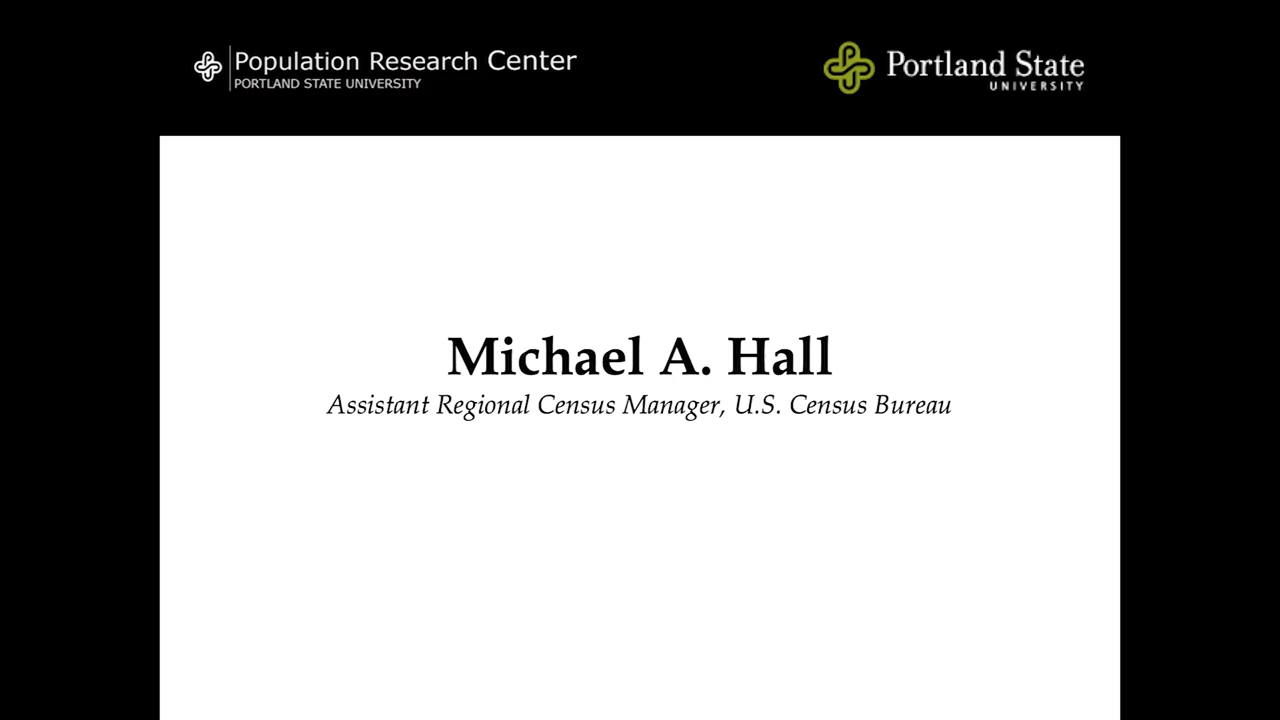 Population Research Center
PORTLAND STATE UNIVERSITY
Portland State
UNIVERSITY
Michael A. Hall
Assistant Regional Census Manager, U.S. Census Bureau